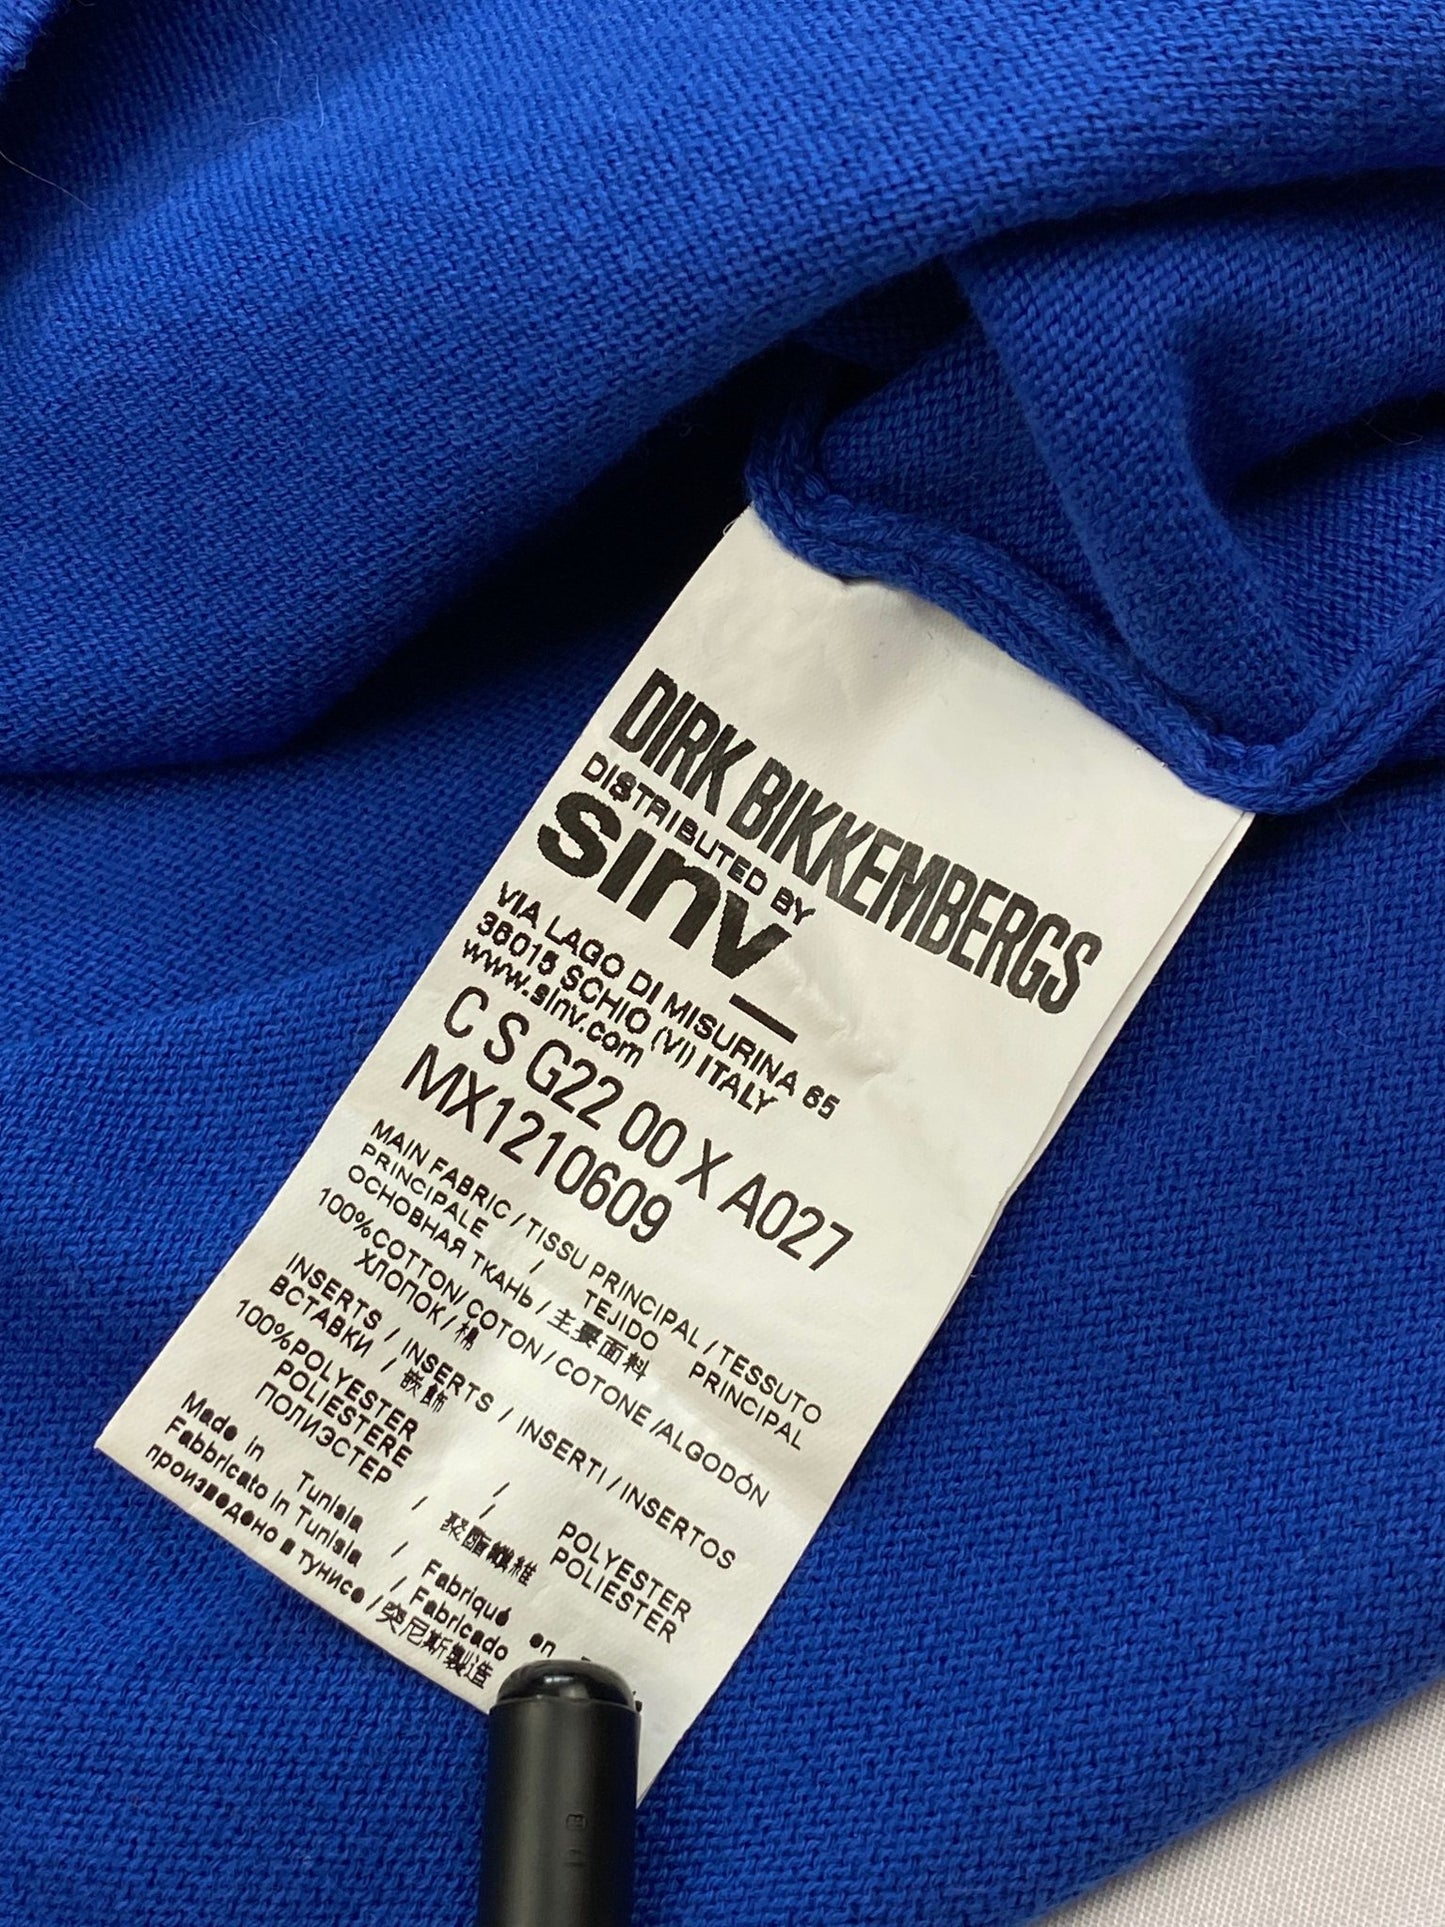 DIRK BIKKEMBERGS
DISTRIBUTED BY
sinv_
VIA LAGO DI MISURINA 65
36015 SCHIO (VI) ITALY
www.sinv.com
C S G22 00 X A027
MX1210609
MAIN FABRIC / TISSU PRINCIPAL / TESSUTO
PRINCIPALE / TEJIDO PRINCIPAL
ОСНОВНАЯ ТКАНЬ / 主要面料
100%COTTON/ COTON / COTONE /ALGODÓN
ХЛОПОК / 棉
INSERTS / INSERTS / INSERTI / INSERTOS
ВСТАВКИ / 嵌飾
100%POLYESTER / POLYESTER
POLIESTERE / POLIESTER
ПОЛИЭСТЕР / 聚酯纖維
Made in Tunisia / Fabriqué en
Fabbricato in Tunisia / Fabricado
произведено в тунисе / 突尼斯製造